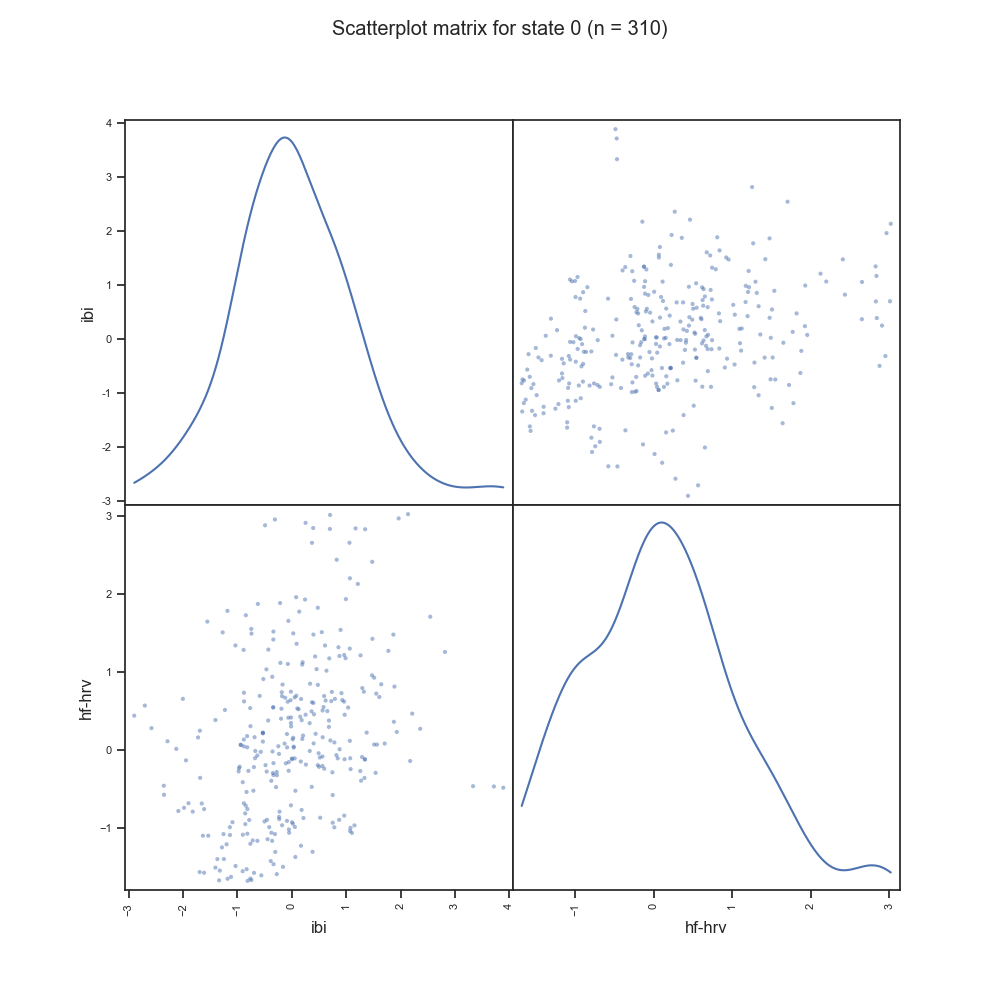 Scatterplot matrix for state 0 (n = 310)
4
3
2
1
0
-1
-2
-3
ibi
3
2
1
0
−1
hf-hrv
−3 −2 −1 0 1 2 3 4
−1 0 1 2 3
ibi hf-hrv